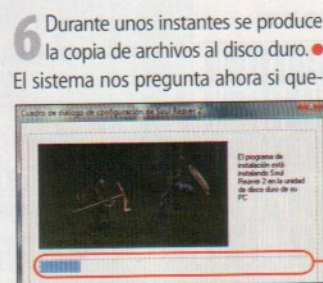 6 Durante unos instantes se produce
la copia de archivos al disco duro.
El sistema nos pregunta ahora si que-
Cuadro de diálogo de configuración de Soul Reaver 2
El programa de
instalación está
instalando Soul
Reaver 2 en la unidad
de disco duro de su
PC